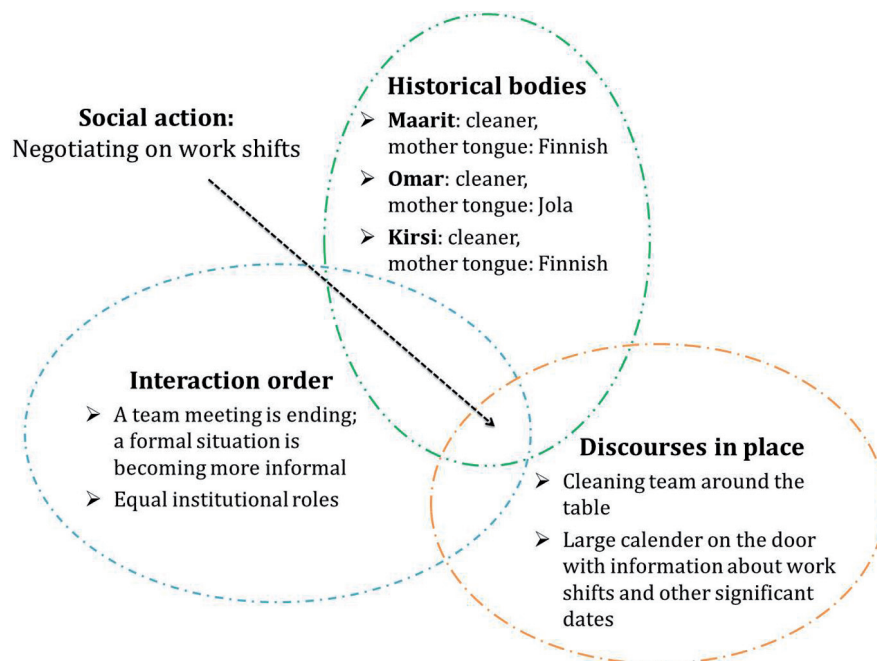 Social action:
Negotiating on work shifts
Historical bodies
➢ Maarit: cleaner,
mother tongue: Finnish
➢ Omar: cleaner,
mother tongue: Jola
➢ Kirsi: cleaner,
mother tongue: Finnish
Interaction order
➢ A team meeting is ending;
a formal situation is
becoming more informal
➢ Equal institutional roles
Discourses in place
➢ Cleaning team around the
table
➢ Large calender on the door
with information about work
shifts and other significant
dates